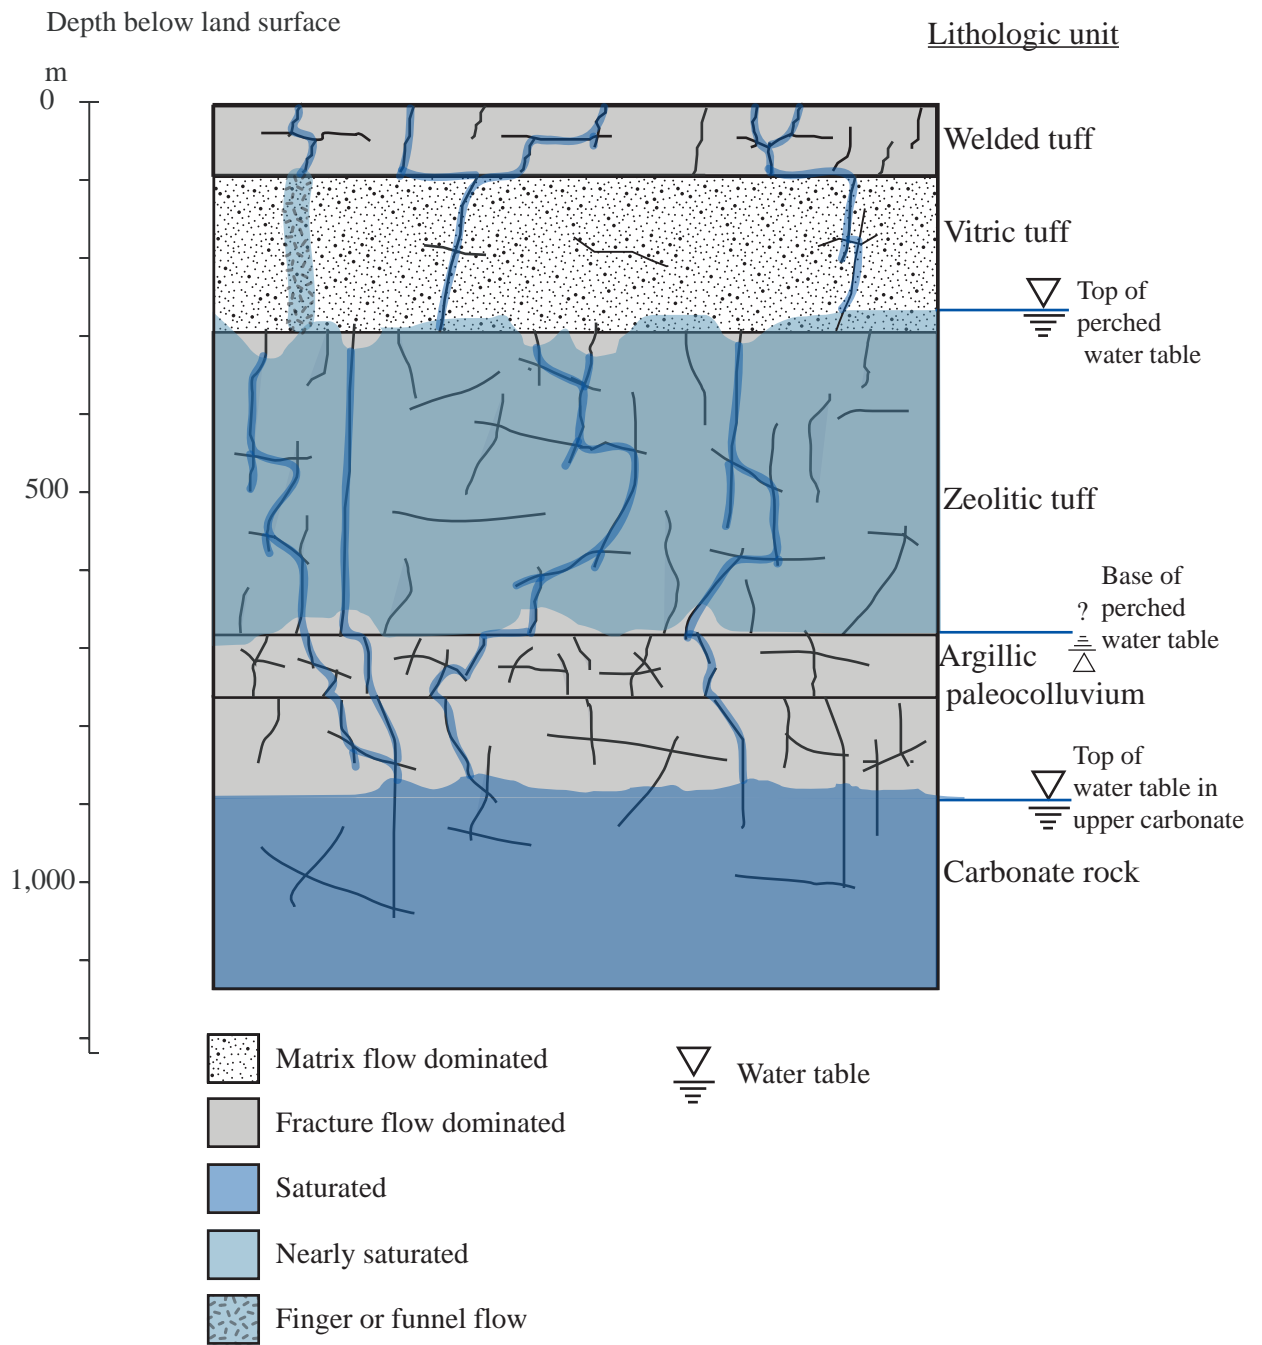 Depth below land surface
Lithologic unit
m
0
Welded tuff
Vitric tuff
Top of
perched
water table
500
Zeolitic tuff
Base of
? perched
water table
Argillic
paleocolluvium
Top of
water table in
upper carbonate
1,000
Carbonate rock
Matrix flow dominated
Water table
Fracture flow dominated
Saturated
Nearly saturated
Finger or funnel flow